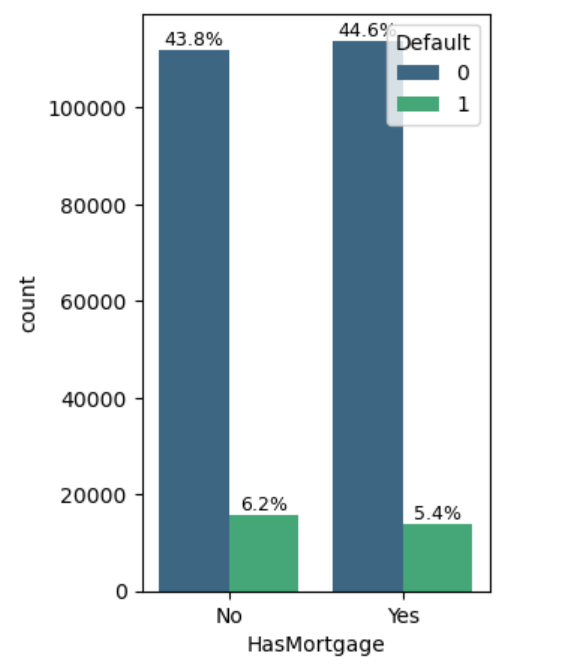 43.8%
44.6%
Default
0
1
100000
80000
60000
40000
20000
0
6.2%
5.4%
count
No
Yes
HasMortgage